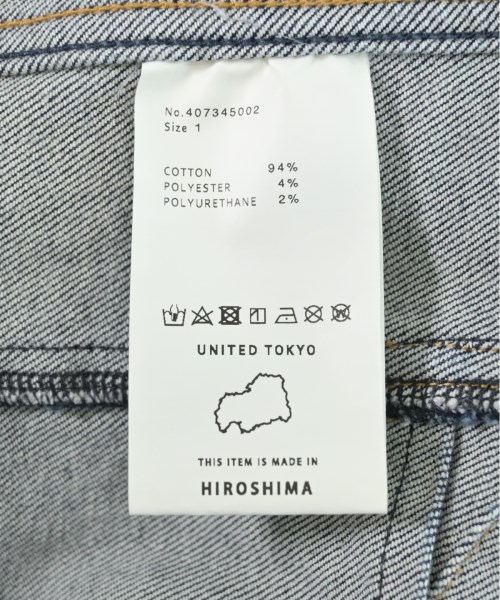 No.407345002
Size 1
COTTON 94%
POLYESTER 4%
POLYURETHANE 2%
UNITED TOKYO
THIS ITEM IS MADE IN
HIROSHIMA